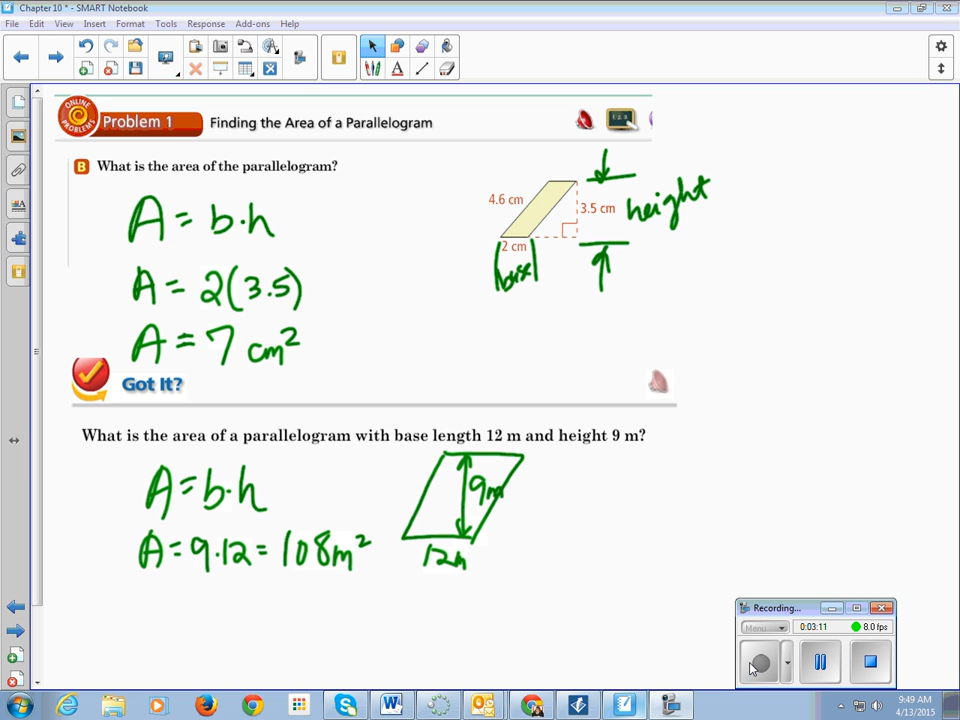 Chapter 10 * - SMART Notebook
File Edit View Insert Format Tools Response Add-ons Help
ONLINE PROBLEMS
Problem 1 Finding the Area of a Parallelogram
B What is the area of the parallelogram?
4.6 cm
3.5 cm
height
2 cm
base
A = b·h
A = 2(3.5)
A = 7 cm²
Got It?
What is the area of a parallelogram with base length 12 m and height 9 m?
A = b·h
9m
A = 9·12 = 108m²
12m
Recording...
Menu 0:03:11 8.0 fps
9:49 AM
4/13/2015